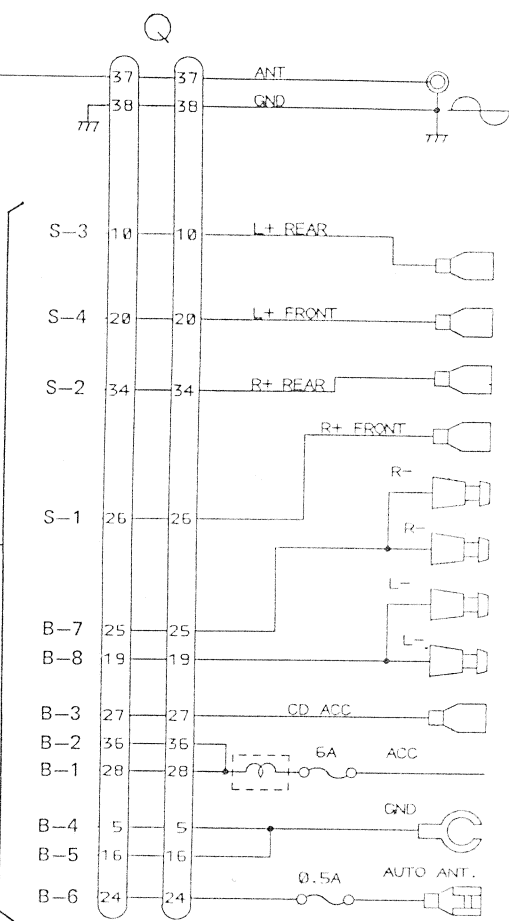 Q
37 37 ANT
38 38 GND
S-3 10 10 L+ REAR
S-4 20 20 L+ FRONT
S-2 34 34 R+ REAR
R+ FRONT
R-
S-1 26 26
R-
L-
B-7 25 25
B-8 19 19 L-
B-3 27 27 CD ACC
B-2 36 36
B-1 28 28 6A ACC
GND
B-4 5 5
B-5 16 16
B-6 24 24 0.5A AUTO ANT.